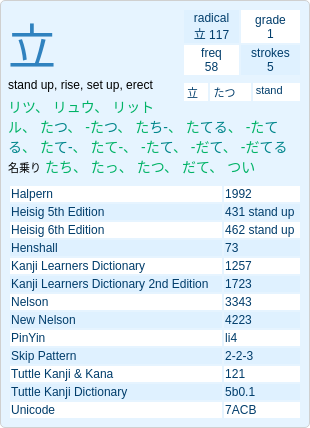 立
radical
立 117
grade
1
freq
58
strokes
5
立 たつ stand
stand up, rise, set up, erect
リツ、 リュウ、 リット
ル、 たつ、 -たつ、 たち-、 たてる、 -たて
る、 たて-、 たて-、 -たて、 -だて、 -だてる
名乗り たち、 たっ、 たつ、 だて、 つい
Halpern 1992
Heisig 5th Edition 431 stand up
Heisig 6th Edition 462 stand up
Henshall 73
Kanji Learners Dictionary 1257
Kanji Learners Dictionary 2nd Edition 1723
Nelson 3343
New Nelson 4223
PinYin li4
Skip Pattern 2-2-3
Tuttle Kanji & Kana 121
Tuttle Kanji Dictionary 5b0.1
Unicode 7ACB